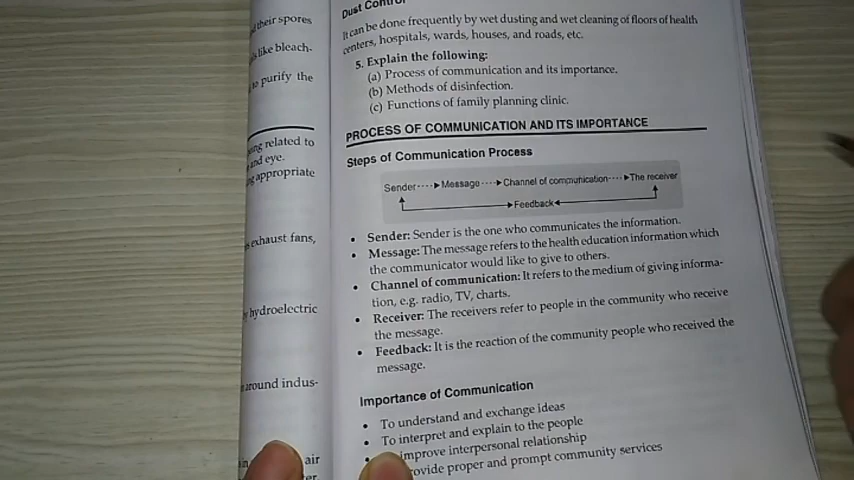 their spores
like bleach-
to purify the
related to
and eye.
appropriate
exhaust fans,
hydroelectric
around indus-
air
Dust Control
It can be done frequently by wet dusting and wet cleaning of floors of health
centers, hospitals, wards, houses, and roads, etc.
5. Explain the following:
(a) Process of communication and its importance.
(b) Methods of disinfection.
(c) Functions of family planning clinic.
PROCESS OF COMMUNICATION AND ITS IMPORTANCE
Steps of Communication Process
Sender----▶Message----▶Channel of communication----▶The receiver
▶Feedback◀
• Sender: Sender is the one who communicates the information.
• Message: The message refers to the health education information which
the communicator would like to give to others.
• Channel of communication: It refers to the medium of giving informa-
tion, e.g. radio, TV, charts.
• Receiver: The receivers refer to people in the community who receive
the message.
• Feedback: It is the reaction of the community people who received the
message.
Importance of Communication
• To understand and exchange ideas
• To interpret and explain to the people
• improve interpersonal relationship
ovide proper and prompt community services